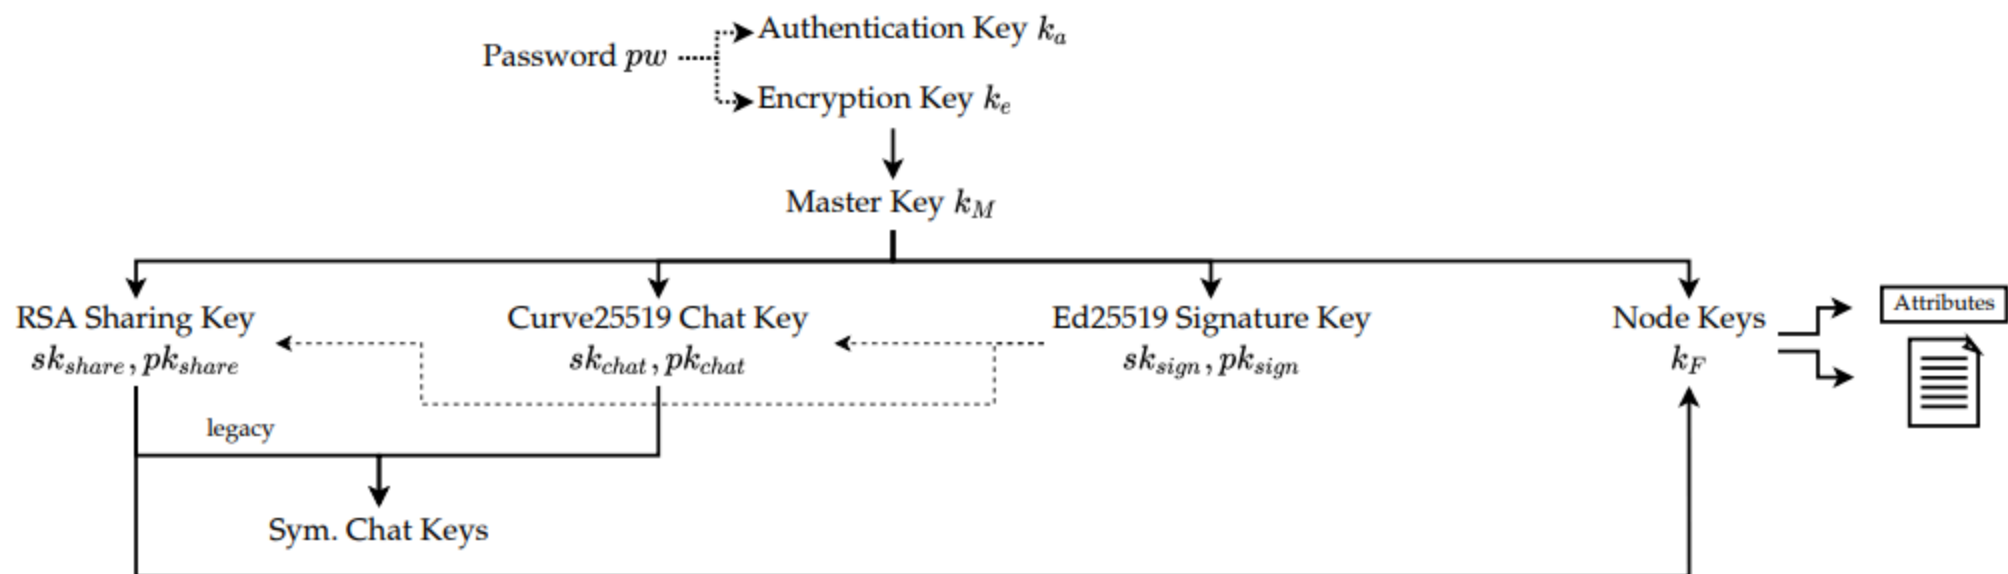 Authentication Key k_a
Password pw
Encryption Key k_e
Master Key k_M
RSA Sharing Key
sk_share, pk_share
Curve25519 Chat Key
sk_chat, pk_chat
Ed25519 Signature Key
sk_sign, pk_sign
Node Keys
k_F
Attributes
legacy
Sym. Chat Keys